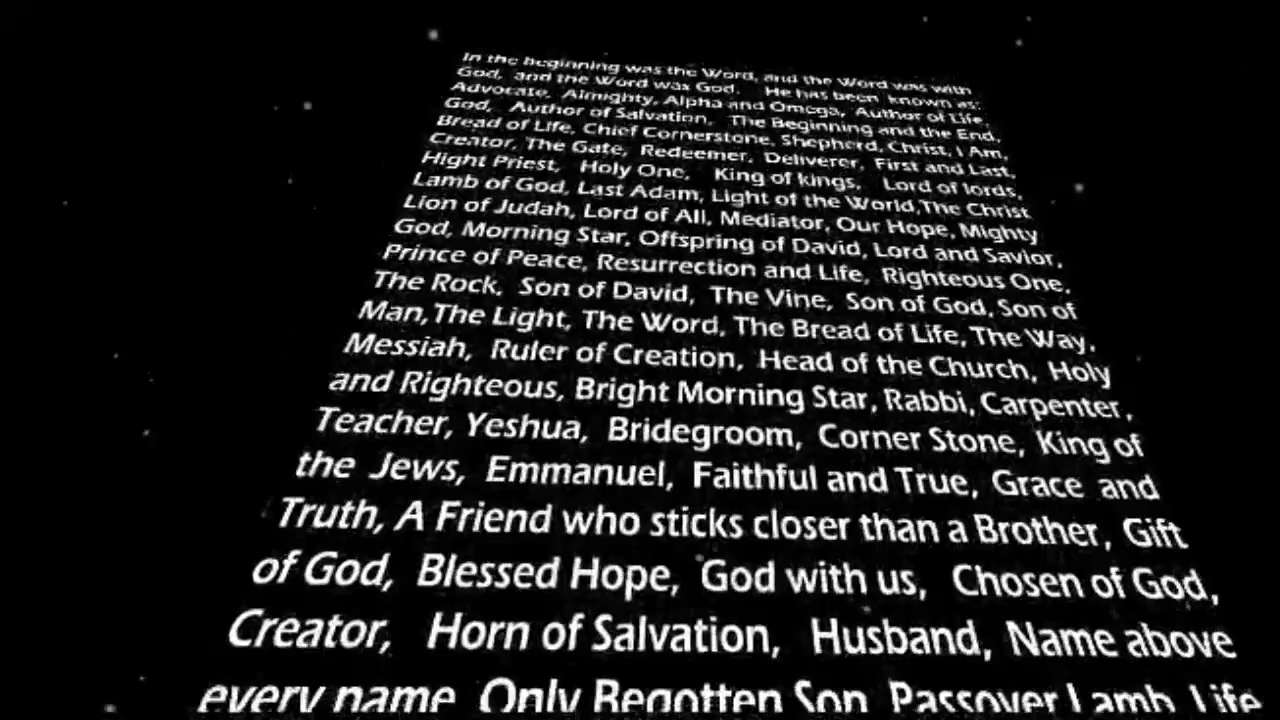 In the beginning was the Word, and the Word was with
God, and the Word was God. He has been known as:
Advocate, Almighty, Alpha and Omega, Author of Life,
God, Author of Salvation, The Beginning and the End,
Bread of Life, Chief Cornerstone, Shepherd, Christ, I Am,
Creator, The Gate, Redeemer, Deliverer, First and Last,
Hight Priest, Holy One, King of kings, Lord of lords,
Lamb of God, Last Adam, Light of the World,The Christ
Lion of Judah, Lord of All, Mediator, Our Hope, Mighty
God, Morning Star, Offspring of David, Lord and Savior,
Prince of Peace, Resurrection and Life, Righteous One,
The Rock, Son of David, The Vine, Son of God, Son of
Man,The Light, The Word, The Bread of Life, The Way,
Messiah, Ruler of Creation, Head of the Church, Holy
and Righteous, Bright Morning Star, Rabbi, Carpenter,
Teacher, Yeshua, Bridegroom, Corner Stone, King of
the Jews, Emmanuel, Faithful and True, Grace and
Truth, A Friend who sticks closer than a Brother, Gift
of God, Blessed Hope, God with us, Chosen of God,
Creator, Horn of Salvation, Husband, Name above
every name, Only Begotten Son, Passover Lamb, Life